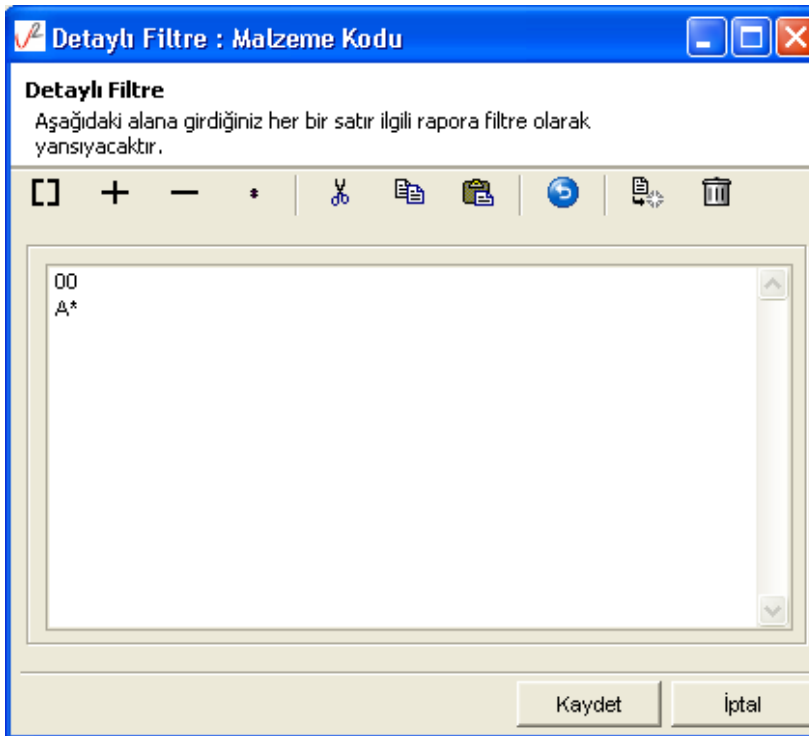 Detaylı Filtre : Malzeme Kodu
Detaylı Filtre
Aşağıdaki alana girdiğiniz her bir satır ilgili rapora filtre olarak
yansıyacaktır.
00
A*
Kaydet
İptal